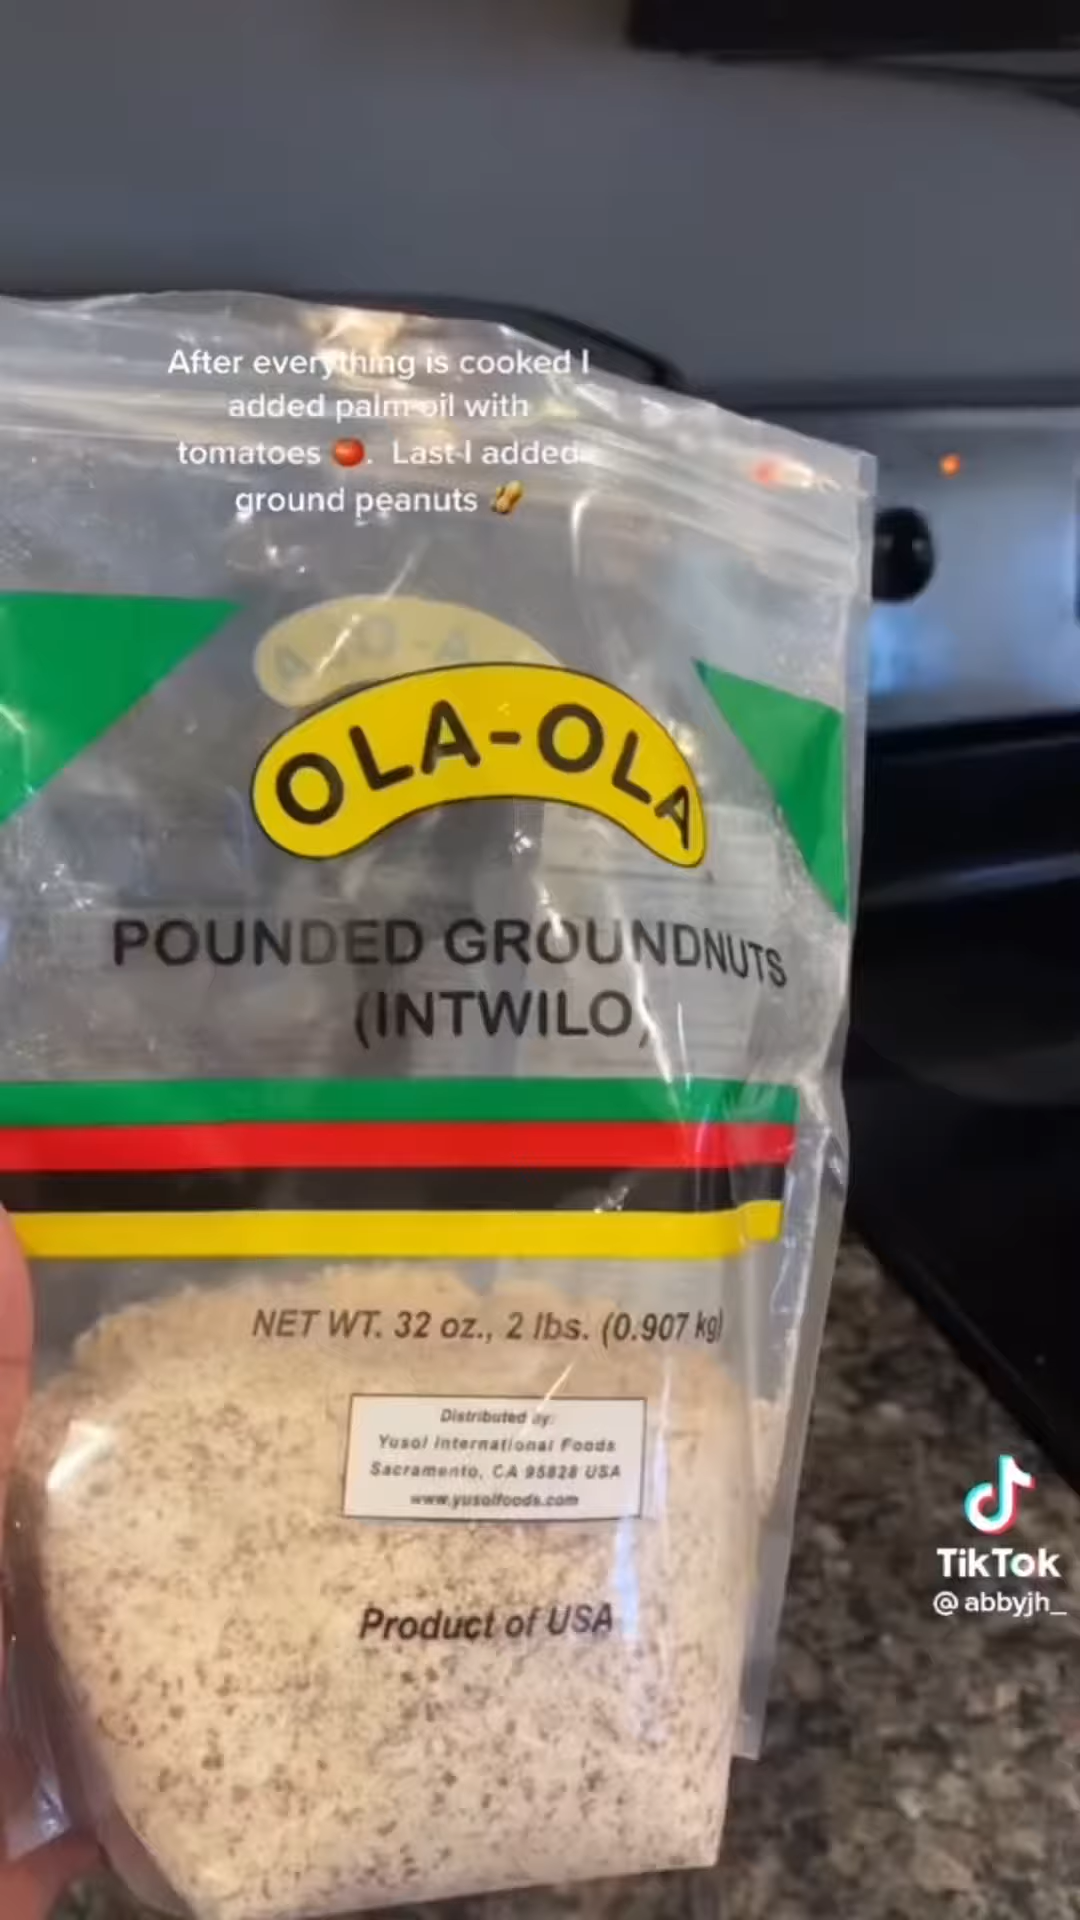 After everything is cooked I
added palm oil with
tomatoes 🍅. Last I added
ground peanuts 🥜
OLA-OLA
POUNDED GROUNDNUTS
(INTWILO)
NET WT. 32 oz., 2 lbs. (0.907 kg)
Distributed by:
Yusol International Foods
Sacramento, CA 95828 USA
www.yusolfoods.com
Product of USA
TikTok
@abbyjh_